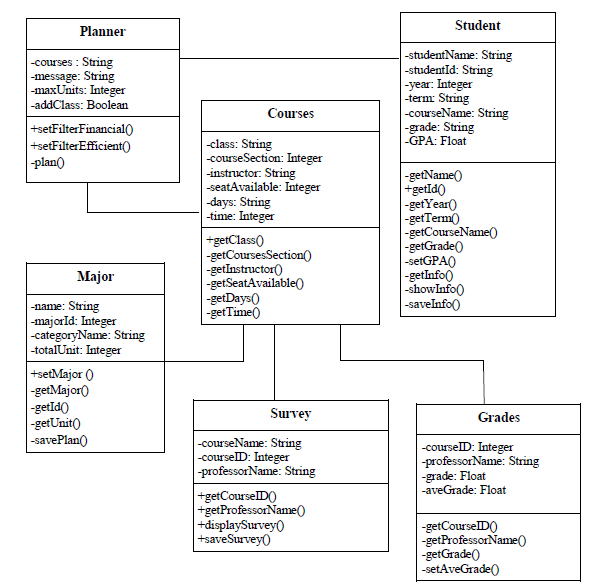 Planner
-courses : String
-message: String
-maxUnits: Integer
-addClass: Boolean
+setFilterFinancial()
+setFilterEfficient()
-plan()
Student
-studentName: String
-studentId: String
-year: Integer
-term: String
-courseName: String
-grade: String
-GPA: Float
-getName()
+getId()
-getYear()
-getTerm()
-getCourseName()
-getGrade()
-setGPA()
-getInfo()
-showInfo()
-saveInfo()
Courses
-class: String
-courseSection: Integer
-instructor: String
-seatAvailable: Integer
-days: String
-time: Integer
+getClass()
-getCoursesSection()
-getInstructor()
-getSeatAvailable()
-getDays()
-getTime()
Major
-name: String
-majorId: Integer
-categoryName: String
-totalUnit: Integer
+setMajor ()
-getMajor()
-getId()
-getUnit()
-savePlan()
Survey
-courseName: String
-courseID: Integer
-professorName: String
+getCourseID()
+getProfessorName()
+displaySurvey()
+saveSurvey()
Grades
-courseID: Integer
-professorName: String
-grade: Float
-aveGrade: Float
-getCourseID()
-getProfessorName()
-getGrade()
-setAveGrade()